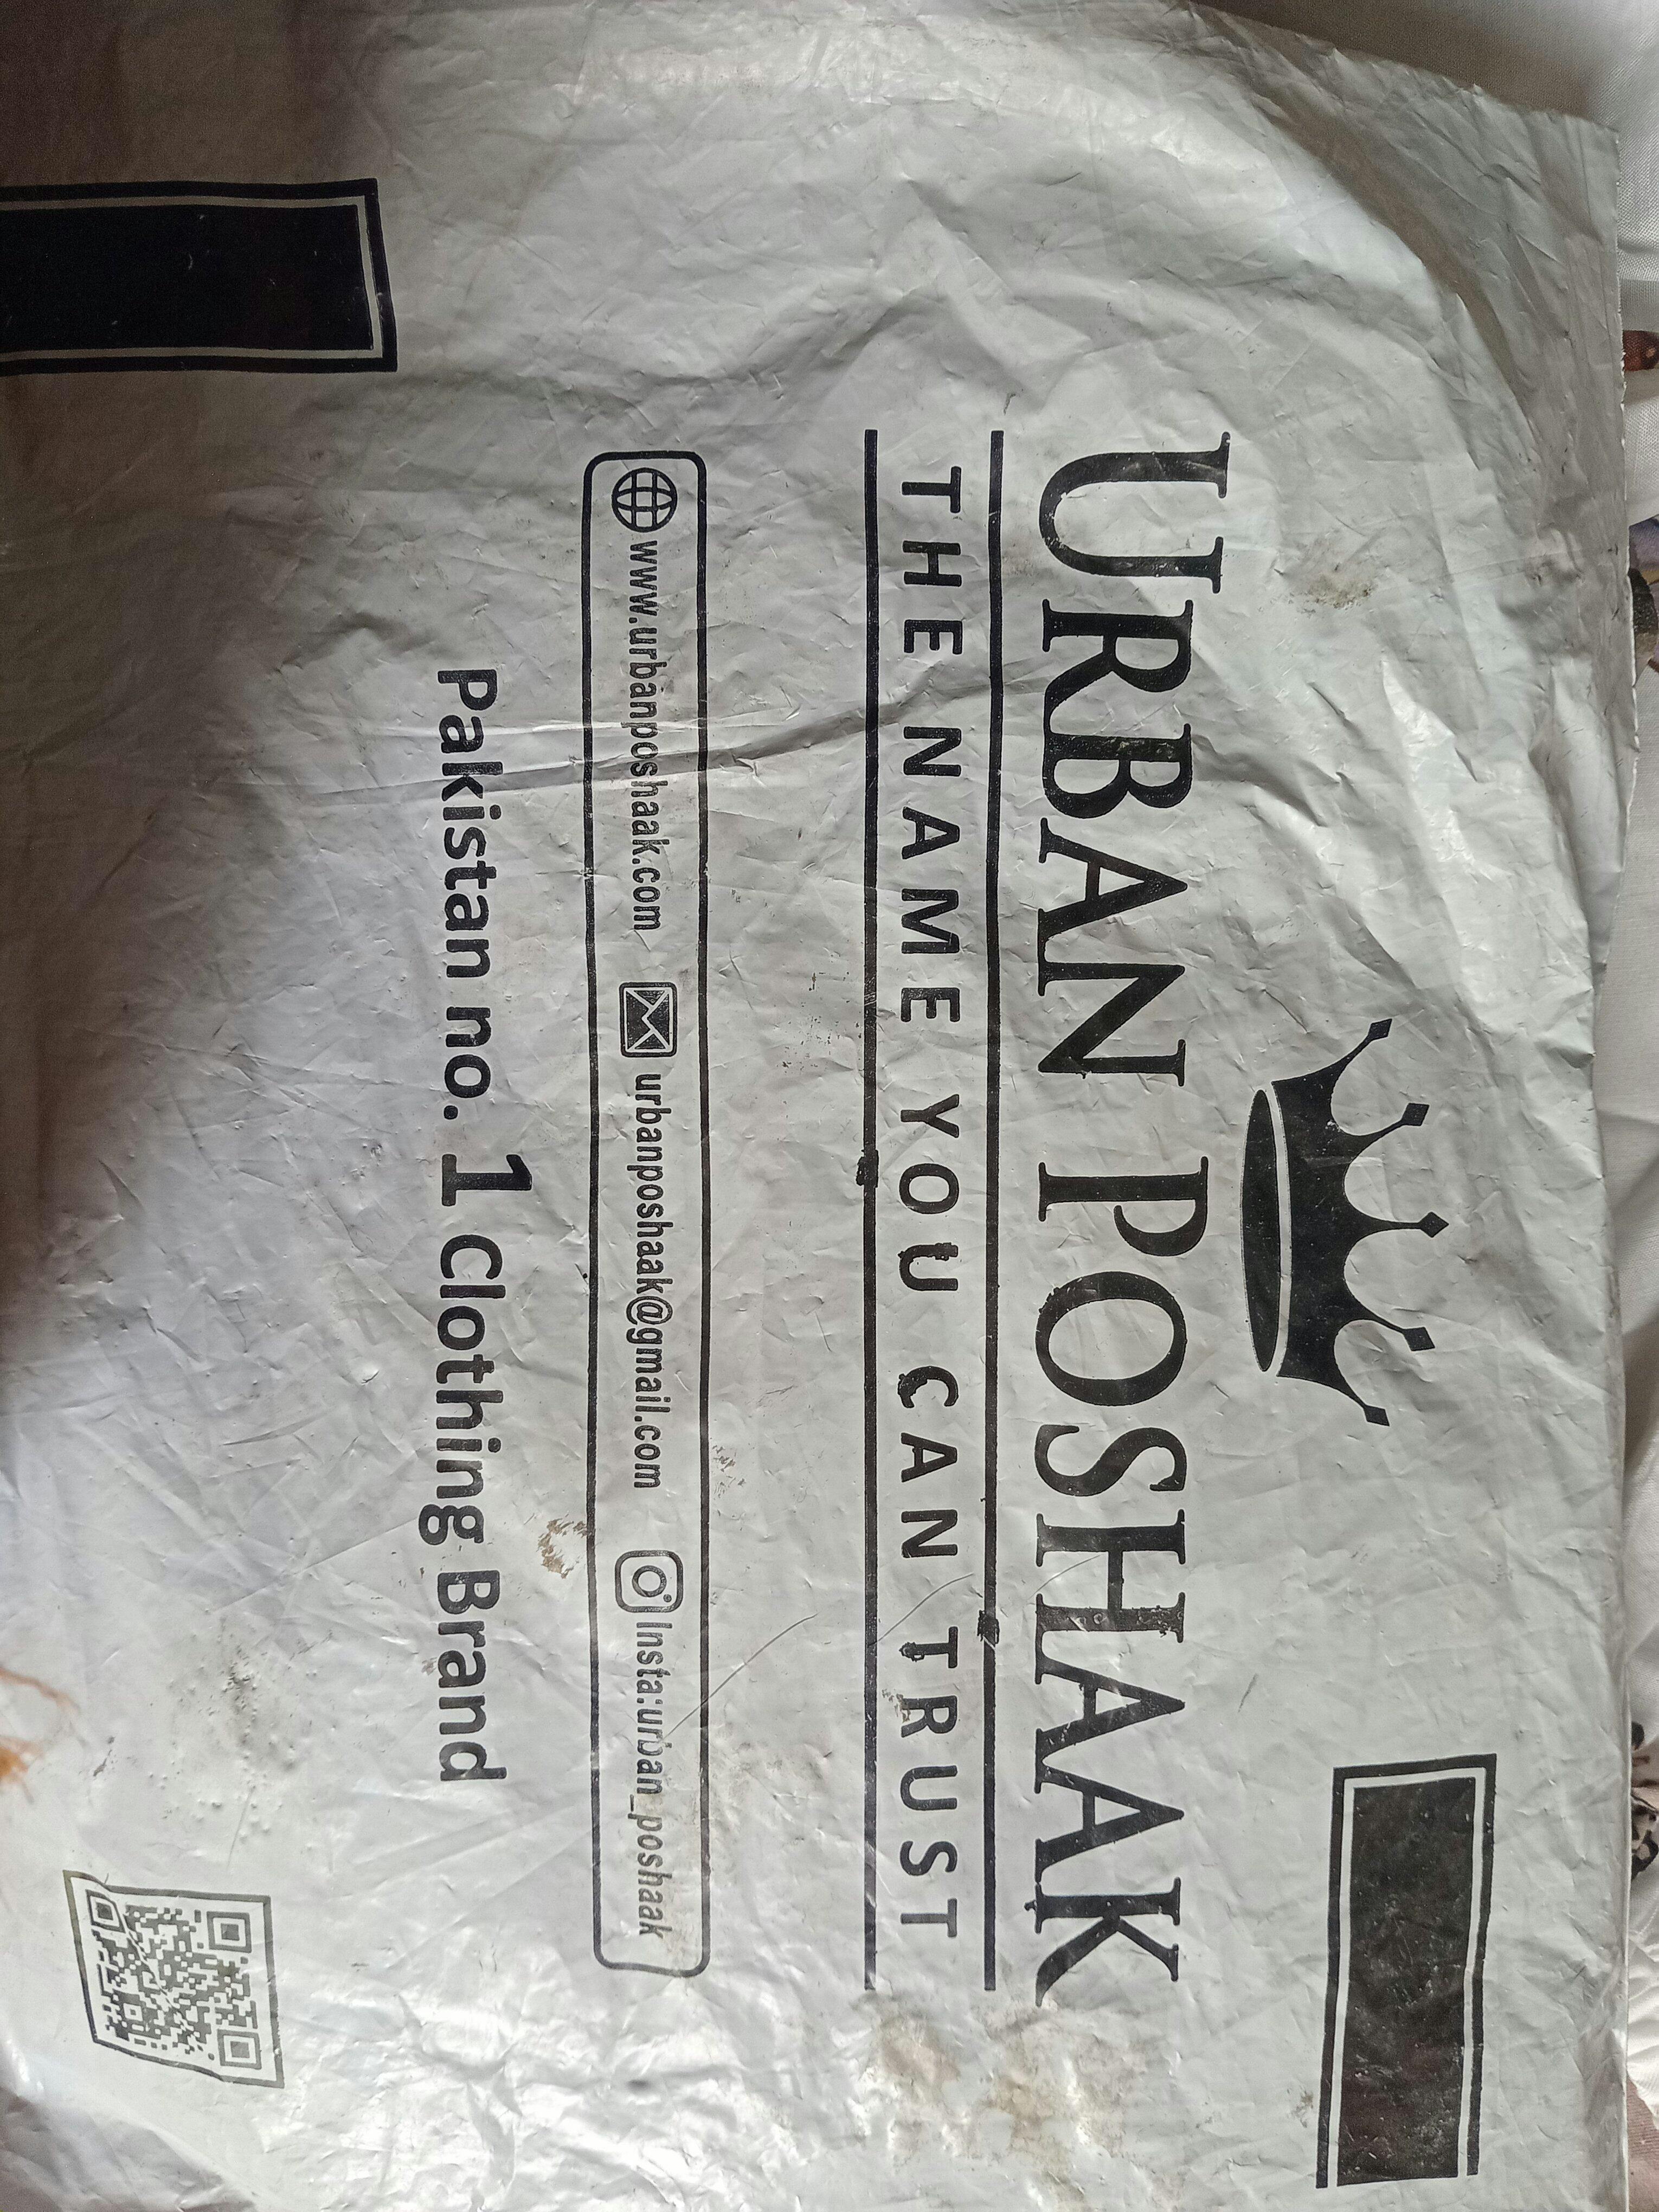 URBAN POSHAAK
THE NAME YOU CAN TRUST
www.urbanposhaak.com urbanposhaak@gmail.com Insta:urban_poshaak
Pakistan no. 1 Clothing Brand